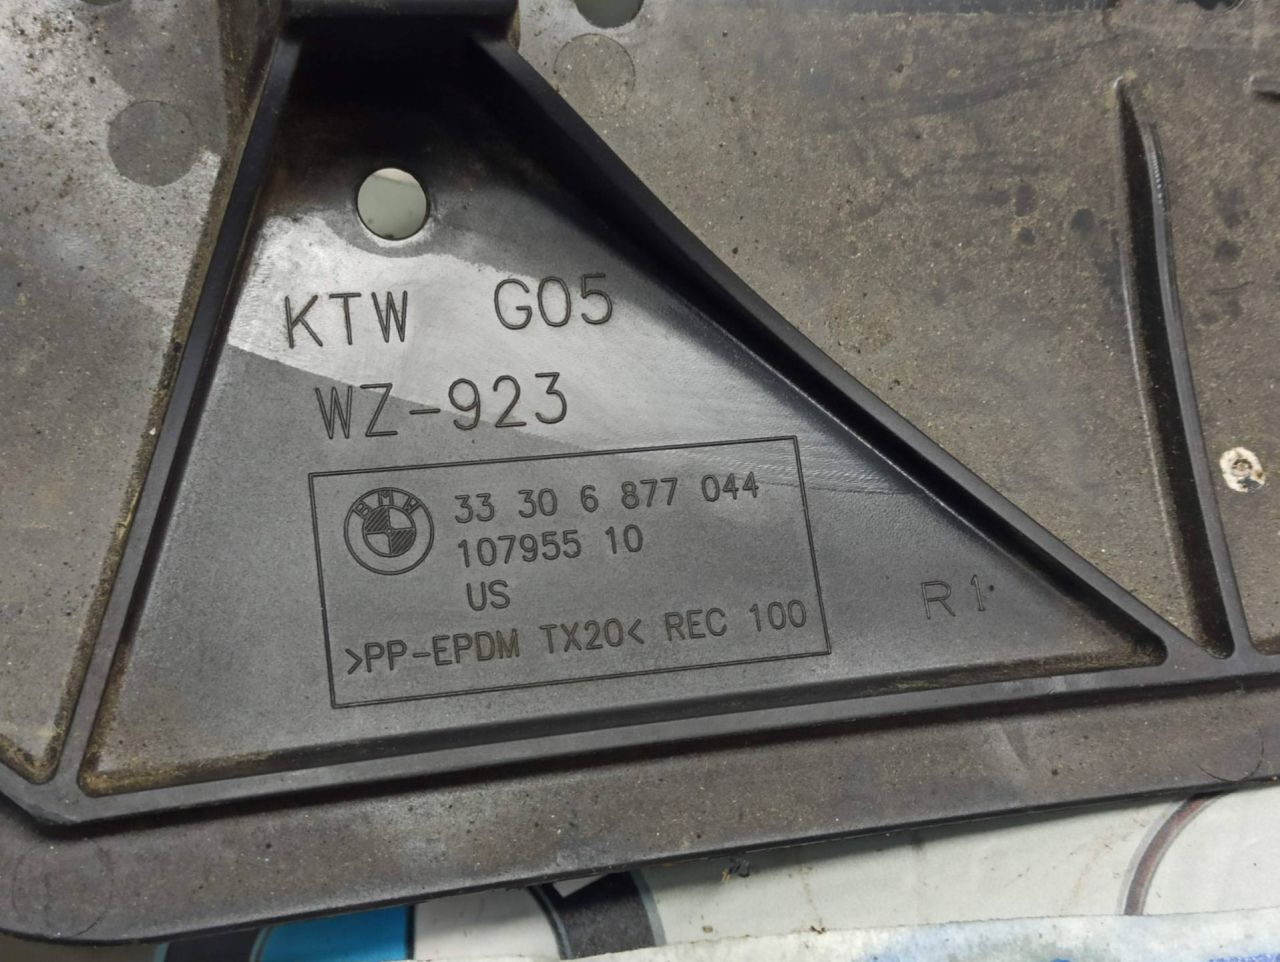 KTW G05
WZ-923
BMW
33 30 6 877 044
107955 10
US
>PP-EPDM TX20< REC 100
R1